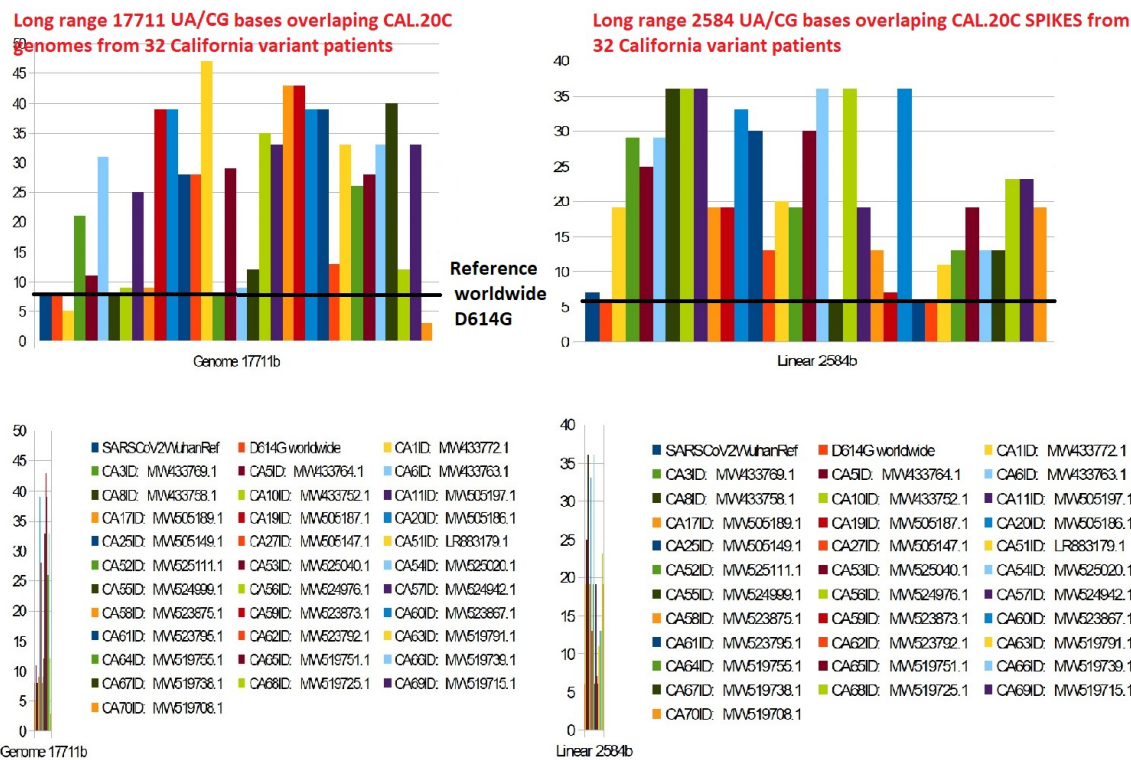 Long range 17711 UA/CG bases overlaping CAL.20C
genomes from 32 California variant patients
50
45
40
35
30
25
20
15
10
5
0
Genome 17711b
Reference
worldwide
D614G
Long range 2584 UA/CG bases overlaping CAL.20C SPIKES from
32 California variant patients
40
35
30
25
20
15
10
5
0
Linear 2584b
50
45
40
35
30
25
20
15
10
5
0
Genome 17711b
SARSCoV2WuhanRef D614G worldwide CA1ID: MW433772.1
CA3ID: MW433769.1 CA5ID: MW433764.1 CA6ID: MW433763.1
CA8ID: MW433758.1 CA10ID: MW433752.1 CA11ID: MW505197.1
CA17ID: MW505189.1 CA19ID: MW505187.1 CA20ID: MW505186.1
CA25ID: MW505149.1 CA27ID: MW505147.1 CA51ID: LR883179.1
CA52ID: MW525111.1 CA53ID: MW525040.1 CA54ID: MW525020.1
CA55ID: MW524999.1 CA56ID: MW524976.1 CA57ID: MW524942.1
CA58ID: MW523875.1 CA59ID: MW523873.1 CA60ID: MW523867.1
CA61ID: MW523795.1 CA62ID: MW523792.1 CA63ID: MW519791.1
CA64ID: MW519755.1 CA65ID: MW519751.1 CA66ID: MW519739.1
CA67ID: MW519738.1 CA68ID: MW519725.1 CA69ID: MW519715.1
CA70ID: MW519708.1
40
35
30
25
20
15
10
5
0
Linear 2584b
SARSCoV2WuhanRef D614G worldwide CA1ID: MW433772.1
CA3ID: MW433769.1 CA5ID: MW433764.1 CA6ID: MW433763.1
CA8ID: MW433758.1 CA10ID: MW433752.1 CA11ID: MW505197.1
CA17ID: MW505189.1 CA19ID: MW505187.1 CA20ID: MW505186.1
CA25ID: MW505149.1 CA27ID: MW505147.1 CA51ID: LR883179.1
CA52ID: MW525111.1 CA53ID: MW525040.1 CA54ID: MW525020.1
CA55ID: MW524999.1 CA56ID: MW524976.1 CA57ID: MW524942.1
CA58ID: MW523875.1 CA59ID: MW523873.1 CA60ID: MW523867.1
CA61ID: MW523795.1 CA62ID: MW523792.1 CA63ID: MW519791.1
CA64ID: MW519755.1 CA65ID: MW519751.1 CA66ID: MW519739.1
CA67ID: MW519738.1 CA68ID: MW519725.1 CA69ID: MW519715.1
CA70ID: MW519708.1